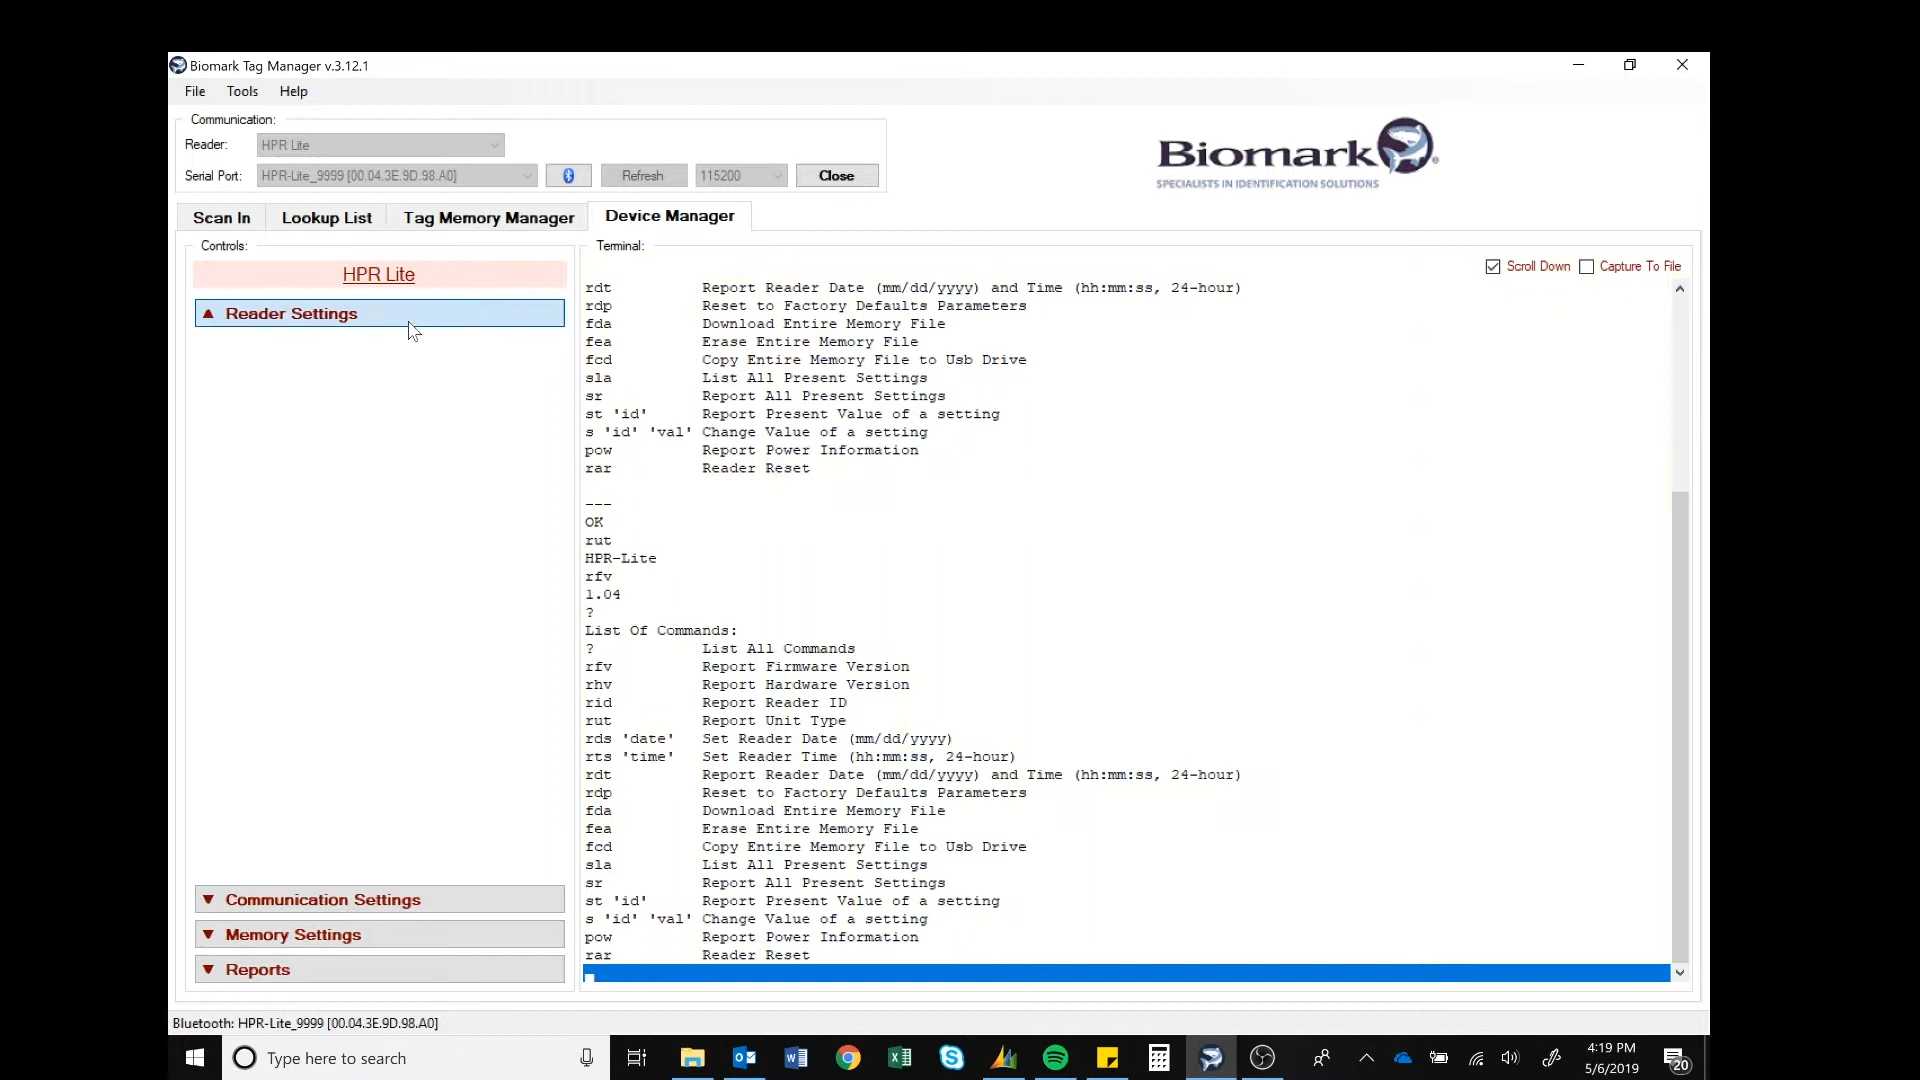 Biomark Tag Manager v.3.12.1
File Tools Help
Communication:
Reader: HPR Lite
Serial Port: HPR-Lite_9999 [00.04.3E.9D.98.A0] Refresh 115200 Close
Biomark
SPECIALISTS IN IDENTIFICATION SOLUTIONS
Scan In Lookup List Tag Memory Manager Device Manager
Controls:
HPR Lite
Reader Settings
Communication Settings
Memory Settings
Reports
Terminal:
Scroll Down Capture To File
rdt Report Reader Date (mm/dd/yyyy) and Time (hh:mm:ss, 24-hour)
rdp Reset to Factory Defaults Parameters
fda Download Entire Memory File
fea Erase Entire Memory File
fcd Copy Entire Memory File to Usb Drive
sla List All Present Settings
sr Report All Present Settings
st 'id' Report Present Value of a setting
s 'id' 'val' Change Value of a setting
pow Report Power Information
rar Reader Reset
---
OK
rut
HPR-Lite
rfv
1.04
?
List Of Commands:
? List All Commands
rfv Report Firmware Version
rhv Report Hardware Version
rid Report Reader ID
rut Report Unit Type
rds 'date' Set Reader Date (mm/dd/yyyy)
rts 'time' Set Reader Time (hh:mm:ss, 24-hour)
rdt Report Reader Date (mm/dd/yyyy) and Time (hh:mm:ss, 24-hour)
rdp Reset to Factory Defaults Parameters
fda Download Entire Memory File
fea Erase Entire Memory File
fcd Copy Entire Memory File to Usb Drive
sla List All Present Settings
sr Report All Present Settings
st 'id' Report Present Value of a setting
s 'id' 'val' Change Value of a setting
pow Report Power Information
rar Reader Reset
Bluetooth: HPR-Lite_9999 [00.04.3E.9D.98.A0]
Type here to search
4:19 PM
5/6/2019
20